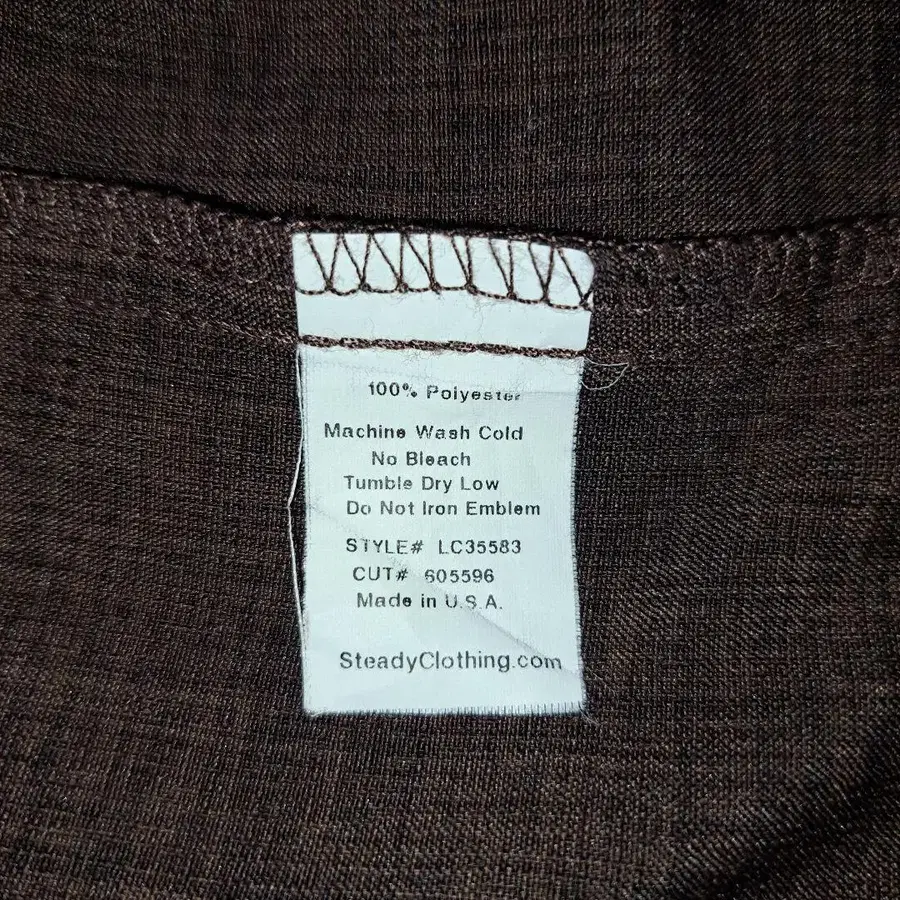 100% Polyester
Machine Wash Cold
No Bleach
Tumble Dry Low
Do Not Iron Emblem
STYLE# LC35583
CUT# 605596
Made in U.S.A.
SteadyClothing.com